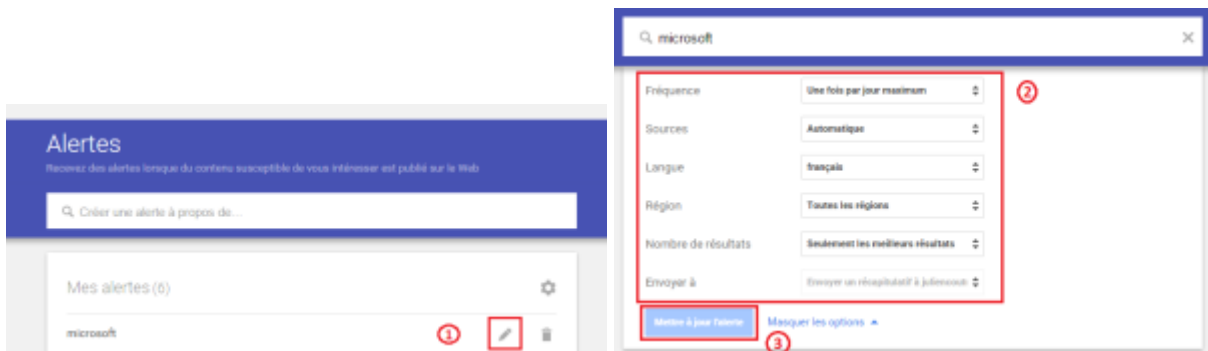 Alertes
Recevez des alertes lorsque du contenu susceptible de vous intéresser est publié sur le Web
Créer une alerte à propos de...
Mes alertes (6)
microsoft
1
microsoft
Fréquence
Une fois par jour maximum
2
Sources
Automatique
Langue
français
Région
Toutes les régions
Nombre de résultats
Seulement les meilleurs résultats
Envoyer à
Envoyer un récapitulatif à
Mettre à jour l'alerte
Masquer les options
3